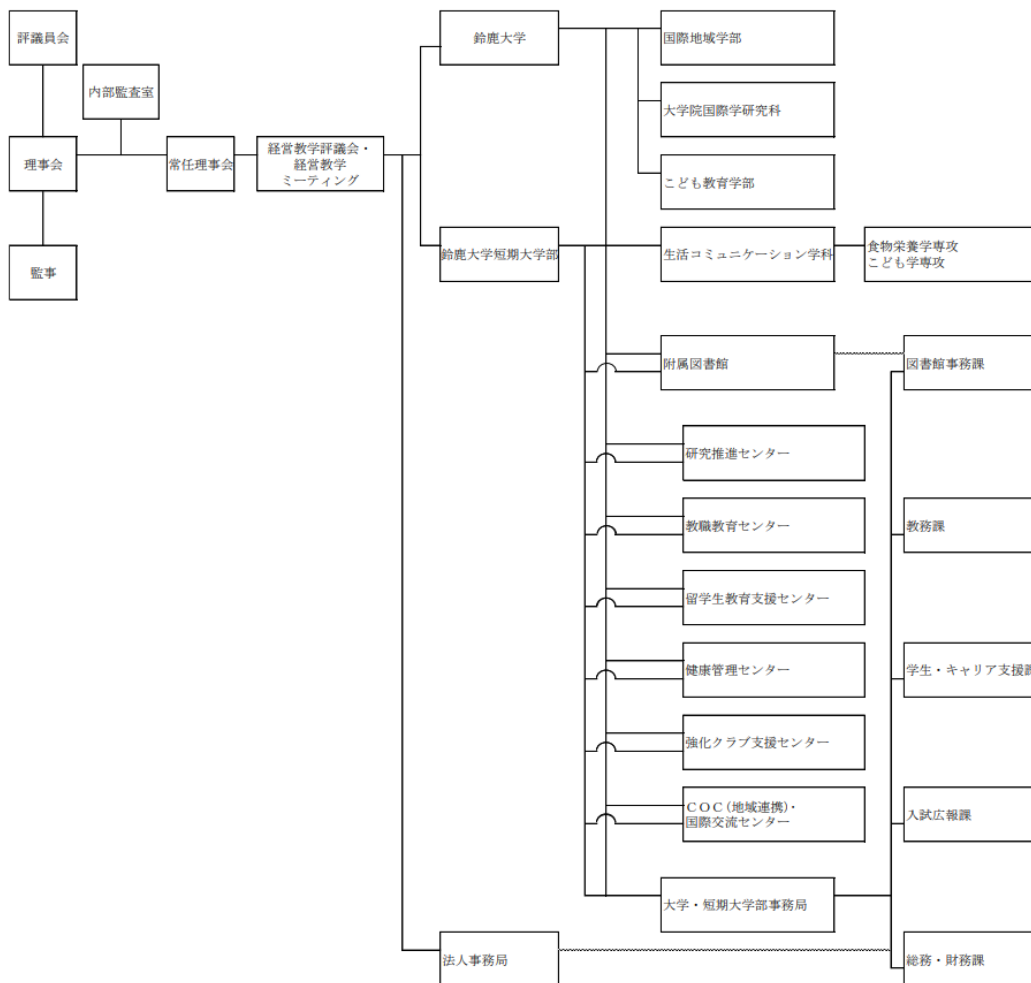 評議員会
内部監査室
理事会
常任理事会
経営教学評議会・
経営教学
ミーティング
監事
鈴鹿大学
国際地域学部
大学院国際学研究科
こども教育学部
鈴鹿大学短期大学部
生活コミュニケーション学科
食物栄養学専攻
こども学専攻
附属図書館
図書館事務課
研究推進センター
教職教育センター
教務課
留学生教育支援センター
健康管理センター
学生・キャリア支援課
強化クラブ支援センター
ＣＯＣ（地域連携）・
国際交流センター
入試広報課
大学・短期大学部事務局
法人事務局
総務・財務課